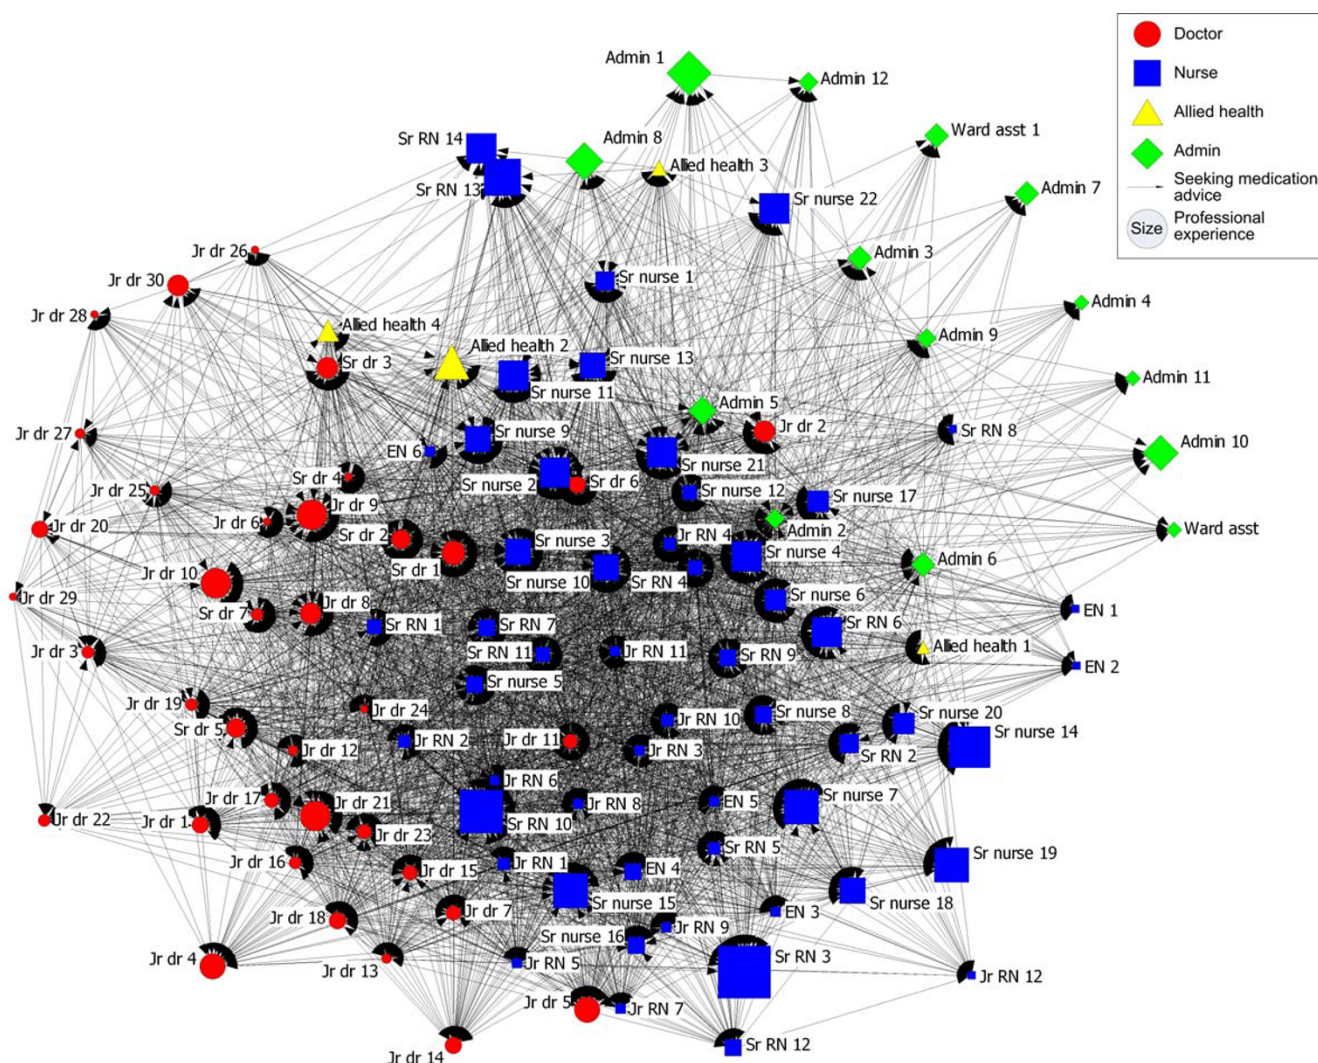 Doctor
Nurse
Allied health
Admin
Seeking medication
advice
Size
Professional
experience
Admin 1
Admin 12
Sr RN 14
Admin 8
Allied health 3
Ward asst 1
Sr RN 13
Sr nurse 22
Admin 7
Jr dr 26
Admin 3
Jr dr 30
Sr nurse 1
Jr dr 28
Allied health 4
Admin 4
Allied health 2
Admin 9
Sr dr 3
Sr nurse 13
Sr nurse 11
Admin 11
Admin 5
Jr dr 27
Jr dr 2
Sr RN 8
Sr nurse 9
EN 6
Admin 10
Sr nurse 21
Sr dr 4
Sr nurse 2
Sr dr 6
Jr dr 25
Sr nurse 12
Sr nurse 17
Jr dr 9
Jr dr 6
Jr dr 20
Admin 2
Ward asst
Sr dr 2
Sr nurse 3
Jr RN 4
Sr nurse 4
Sr dr 1
Admin 6
Jr dr 10
Sr nurse 10
Sr RN 4
Jr dr 29
Sr nurse 6
Sr dr 7
Jr dr 8
EN 1
Sr RN 1
Sr RN 7
Sr RN 6
Jr dr 3
Sr RN 11
Jr RN 11
Sr RN 9
Allied health 1
EN 2
Sr nurse 5
Jr dr 19
Jr dr 24
Sr nurse 8
Sr nurse 20
Sr dr 5
Jr RN 10
Sr nurse 14
Jr dr 12
Jr RN 2
Jr dr 11
Jr RN 3
Sr RN 2
Jr RN 6
Jr dr 17
Jr dr 21
Sr nurse 7
Jr dr 22
Jr dr 1
Jr RN 8
EN 5
Sr RN 10
Jr dr 23
Sr RN 5
Sr nurse 19
Jr dr 16
Jr dr 15
Jr RN 1
EN 4
Sr nurse 15
Sr nurse 18
Jr dr 18
Jr dr 7
EN 3
Jr RN 9
Sr nurse 16
Jr dr 4
Jr dr 13
Jr RN 5
Sr RN 3
Jr RN 12
Jr dr 5
Jr RN 7
Jr dr 14
Sr RN 12